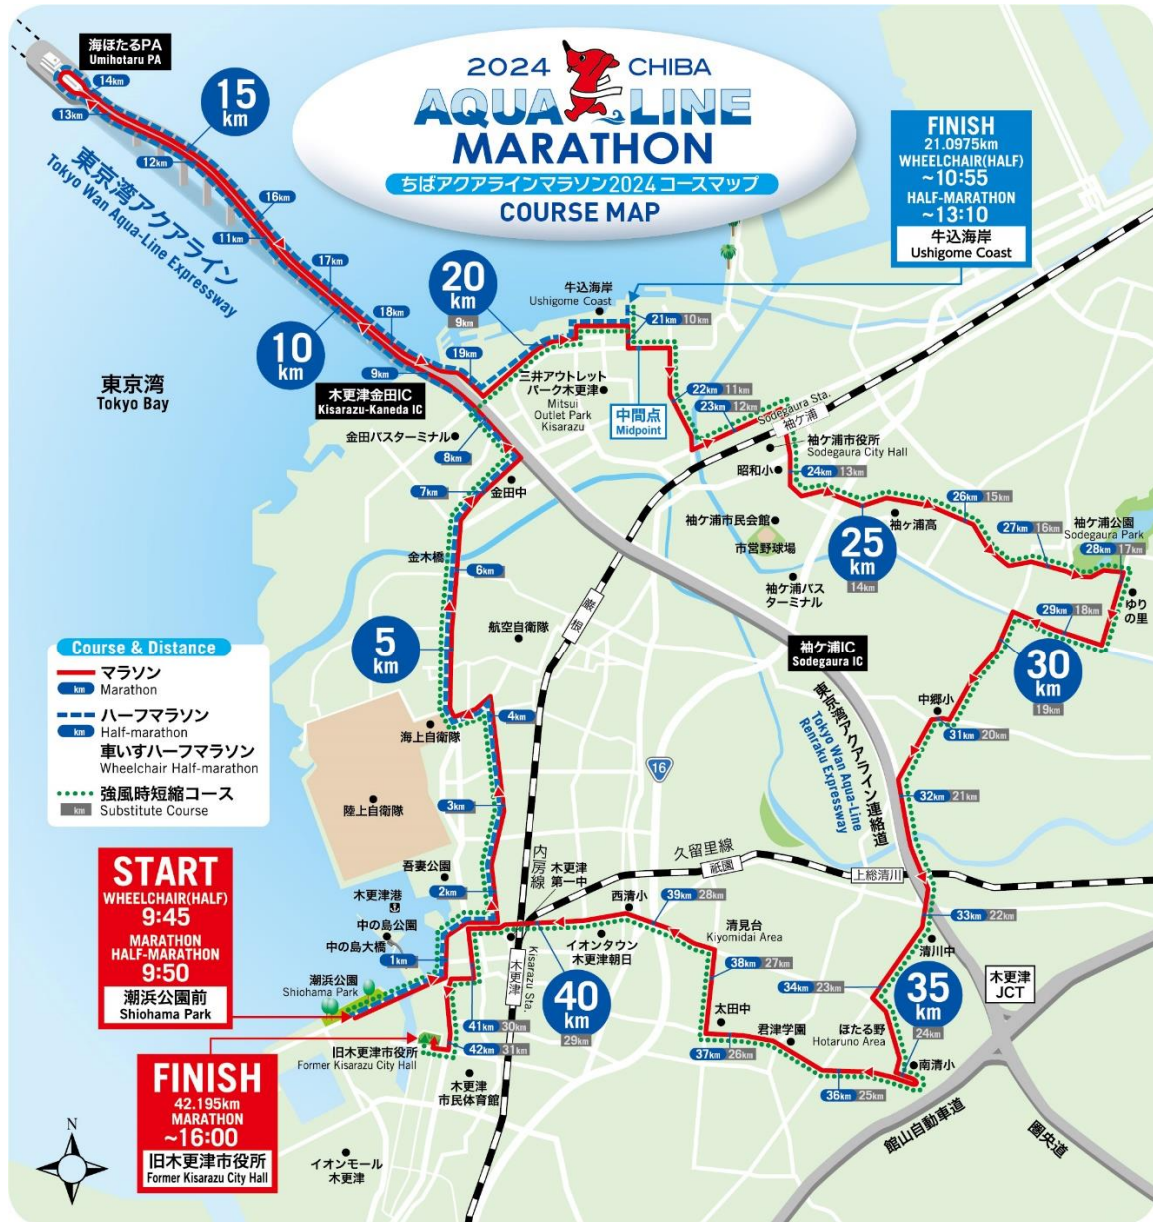 海ほたるPA
Umihotaru PA
2024 CHIBA
AQUA LINE
MARATHON
ちばアクアラインマラソン2024 コースマップ
COURSE MAP
FINISH
21.0975km
WHEELCHAIR(HALF)
~10:55
HALF-MARATHON
~13:10
牛込海岸
Ushigome Coast
14km
13km
15
km
12km
東京湾アクアライン
Tokyo Wan Aqua-Line Expressway
16km
11km
17km
18km
10
km
9km
19km
20
km
9km
牛込海岸
Ushigome Coast
21km 10km
東京湾
Tokyo Bay
木更津金田IC
Kisarazu-Kaneda IC
三井アウトレット
パーク木更津
Mitsui
Outlet Park
Kisarazu
中間点
Midpoint
22km 11km
23km 12km
Sodegaura Sta.
袖ケ浦
金田バスターミナル
8km
7km
金田中
袖ケ浦市役所
Sodegaura City Hall
昭和小
24km 13km
26km 15km
袖ケ浦市民会館
市営野球場
25
km
14km
袖ヶ浦高
27km 16km
袖ケ浦公園
Sodegaura Park
28km 17km
金木橋
6km
袖ケ浦バス
ターミナル
ゆり
の里
29km 18km
巌根
航空自衛隊
5
km
袖ケ浦IC
Sodegaura IC
30
km
19km
Course & Distance
マラソン
km Marathon
ハーフマラソン
km Half-marathon
車いすハーフマラソン
Wheelchair Half-marathon
強風時短縮コース
km Substitute Course
4km
海上自衛隊
中郷小
31km 20km
東京湾アクアライン連絡道
Tokyo Wan Aqua-Line
Renraku Expressway
16
32km 21km
3km
陸上自衛隊
START
WHEELCHAIR(HALF)
9:45
MARATHON
HALF-MARATHON
9:50
潮浜公園前
Shiohama Park
吾妻公園
2km
木更津港
中の島公園
中の島大橋
1km
潮浜公園
Shiohama Park
内房線
木更津
第一中
久留里線
祇園
上総清川
西清小
39km 28km
33km 22km
清川中
イオンタウン
木更津朝日
清見台
Kiyomidai Area
木更津
Kisarazu Sta.
38km 27km
34km 23km
35
km
24km
木更津
JCT
40
km
29km
太田中
君津学園
ほたる野
Hotaruno Area
41km 30km
42km 31km
旧木更津市役所
Former Kisarazu City Hall
37km 26km
南清小
36km 25km
木更津
市民体育館
FINISH
42.195km
MARATHON
~16:00
旧木更津市役所
Former Kisarazu City Hall
館山自動車道
圏央道
N
イオンモール
木更津